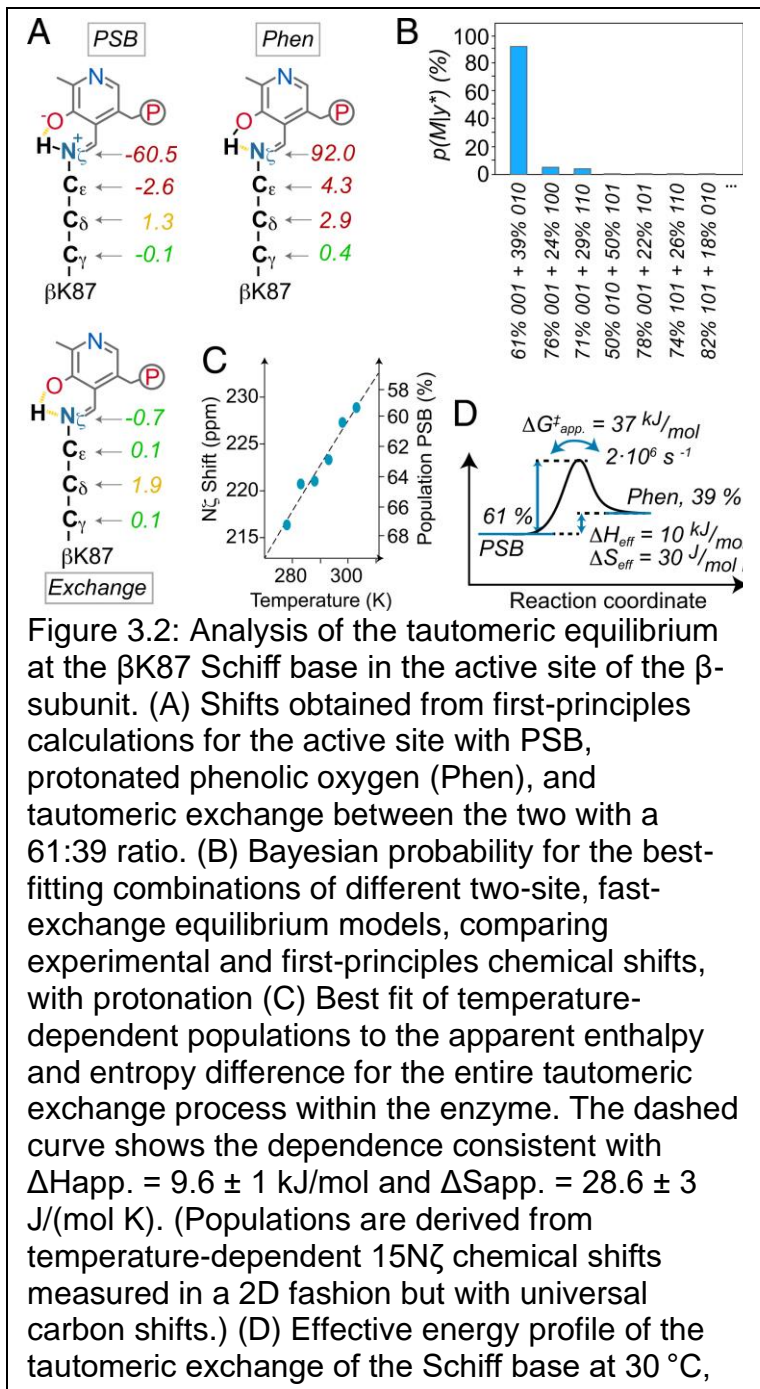 A
PSB
Phen
N
O-
P
H
N+ζ
-60.5
Cε
-2.6
Cδ
1.3
Cγ
-0.1
βK87
N
O
P
H
Nζ
92.0
Cε
4.3
Cδ
2.9
Cγ
0.4
βK87
B
p(M|y*) (%)
100
80
60
40
20
0
61% 001 + 39% 010
76% 001 + 24% 100
71% 001 + 29% 110
50% 010 + 50% 101
78% 001 + 22% 101
74% 101 + 26% 110
82% 101 + 18% 010
...
N
O
P
H
Nζ
-0.7
Cε
0.1
Cδ
1.9
Cγ
0.1
βK87
Exchange
C
Nζ Shift (ppm)
230
225
220
215
280
300
Temperature (K)
58
60
62
64
66
67
Population PSB (%)
D
ΔG‡app. = 37 kJ/mol
2·10⁶ s⁻¹
Phen, 39 %
61 %
PSB
ΔHeff = 10 kJ/mo
ΔSeff = 30 J/mol
Reaction coordinate
Figure 3.2: Analysis of the tautomeric equilibrium
at the βK87 Schiff base in the active site of the β-
subunit. (A) Shifts obtained from first-principles
calculations for the active site with PSB,
protonated phenolic oxygen (Phen), and
tautomeric exchange between the two with a
61:39 ratio. (B) Bayesian probability for the best-
fitting combinations of different two-site, fast-
exchange equilibrium models, comparing
experimental and first-principles chemical shifts,
with protonation (C) Best fit of temperature-
dependent populations to the apparent enthalpy
and entropy difference for the entire tautomeric
exchange process within the enzyme. The dashed
curve shows the dependence consistent with
ΔHapp. = 9.6 ± 1 kJ/mol and ΔSapp. = 28.6 ± 3
J/(mol K). (Populations are derived from
temperature-dependent 15Nζ chemical shifts
measured in a 2D fashion but with universal
carbon shifts.) (D) Effective energy profile of the
tautomeric exchange of the Schiff base at 30 °C,